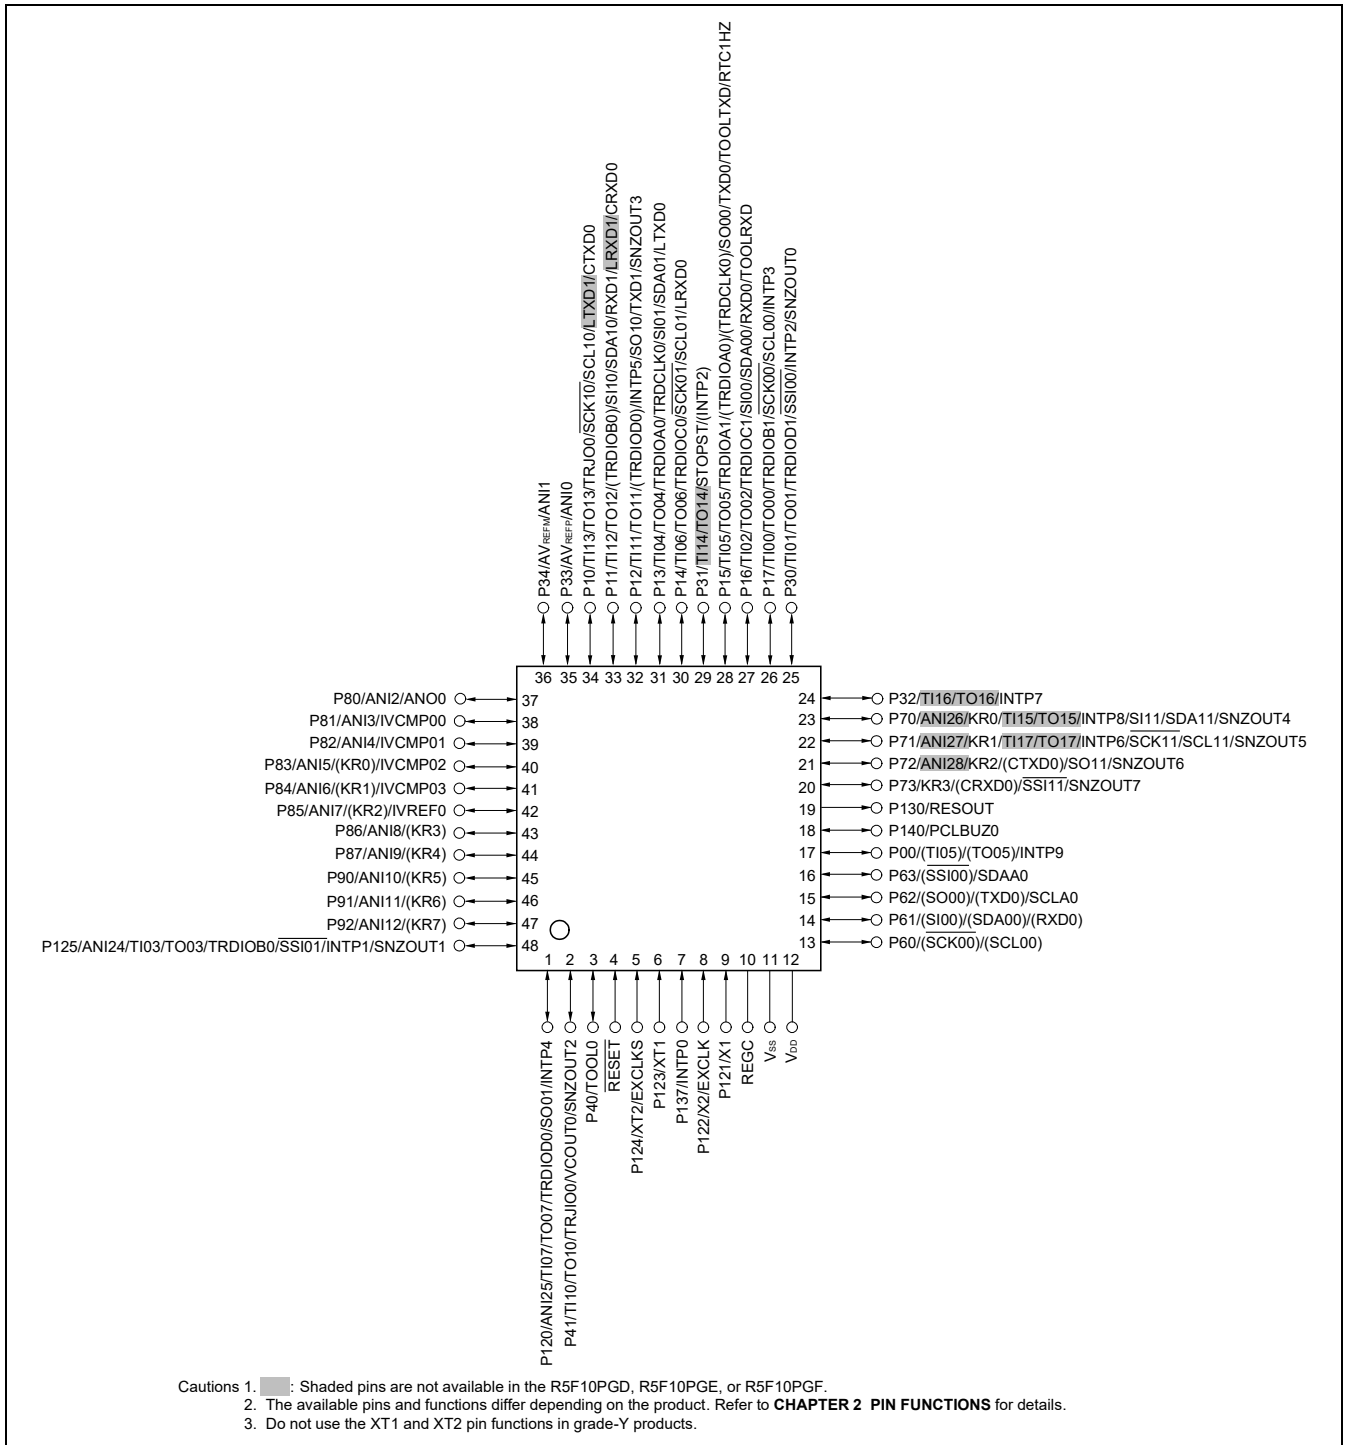 P34/AVREFM/ANI1
P33/AVREFP/ANI0
P10/TI13/TO13/TRJO0/SCK10/SCL10/LTXD1/CTXD0
P11/TI12/TO12/(TRDIOB0)/SI10/SDA10/RXD1/LRXD1/CRXD0
P12/TI11/TO11/(TRDIOD0)/INTP5/SO10/TXD1/SNZOUT3
P13/TI04/TO04/TRDIOA0/TRDCLK0/SI01/SDA01/LTXD0
P14/TI06/TO06/TRDIOC0/SCK01/SCL01/LRXD0
P31/TI14/TO14/STOPST/(INTP2)
P15/TI05/TO05/TRDIOA1/(TRDIOA0)/(TRDCLK0)/SO00/TXD0/TOOLTXD/RTC1HZ
P16/TI02/TO02/TRDIOC1/SI00/SDA00/RXD0/TOOLRXD
P17/TI00/TO00/TRDIOB1/SCK00/SCL00/INTP3
P30/TI01/TO01/TRDIOD1/SSI00/INTP2/SNZOUT0
36 35 34 33 32 31 30 29 28 27 26 25
P80/ANI2/ANO0 37
P81/ANI3/IVCMP00 38
P82/ANI4/IVCMP01 39
P83/ANI5/(KR0)/IVCMP02 40
P84/ANI6/(KR1)/IVCMP03 41
P85/ANI7/(KR2)/IVREF0 42
P86/ANI8/(KR3) 43
P87/ANI9/(KR4) 44
P90/ANI10/(KR5) 45
P91/ANI11/(KR6) 46
P92/ANI12/(KR7) 47
P125/ANI24/TI03/TO03/TRDIOB0/SSI01/INTP1/SNZOUT1 48
24 P32/TI16/TO16/INTP7
23 P70/ANI26/KR0/TI15/TO15/INTP8/SI11/SDA11/SNZOUT4
22 P71/ANI27/KR1/TI17/TO17/INTP6/SCK11/SCL11/SNZOUT5
21 P72/ANI28/KR2/(CTXD0)/SO11/SNZOUT6
20 P73/KR3/(CRXD0)/SSI11/SNZOUT7
19 P130/RESOUT
18 P140/PCLBUZ0
17 P00/(TI05)/(TO05)/INTP9
16 P63/(SSI00)/SDAA0
15 P62/(SO00)/(TXD0)/SCLA0
14 P61/(SI00)/(SDA00)/(RXD0)
13 P60/(SCK00)/(SCL00)
1 2 3 4 5 6 7 8 9 10 11 12
P120/ANI25/TI07/TO07/TRDIOD0/SO01/INTP4
P41/TI10/TO10/TRJIO0/VCOUT0/SNZOUT2
P40/TOOL0
RESET
P124/XT2/EXCLKS
P123/XT1
P137/INTP0
P122/X2/EXCLK
P121/X1
REGC
VSS
VDD
Cautions 1. : Shaded pins are not available in the R5F10PGD, R5F10PGE, or R5F10PGF.
2. The available pins and functions differ depending on the product. Refer to CHAPTER 2 PIN FUNCTIONS for details.
3. Do not use the XT1 and XT2 pin functions in grade-Y products.